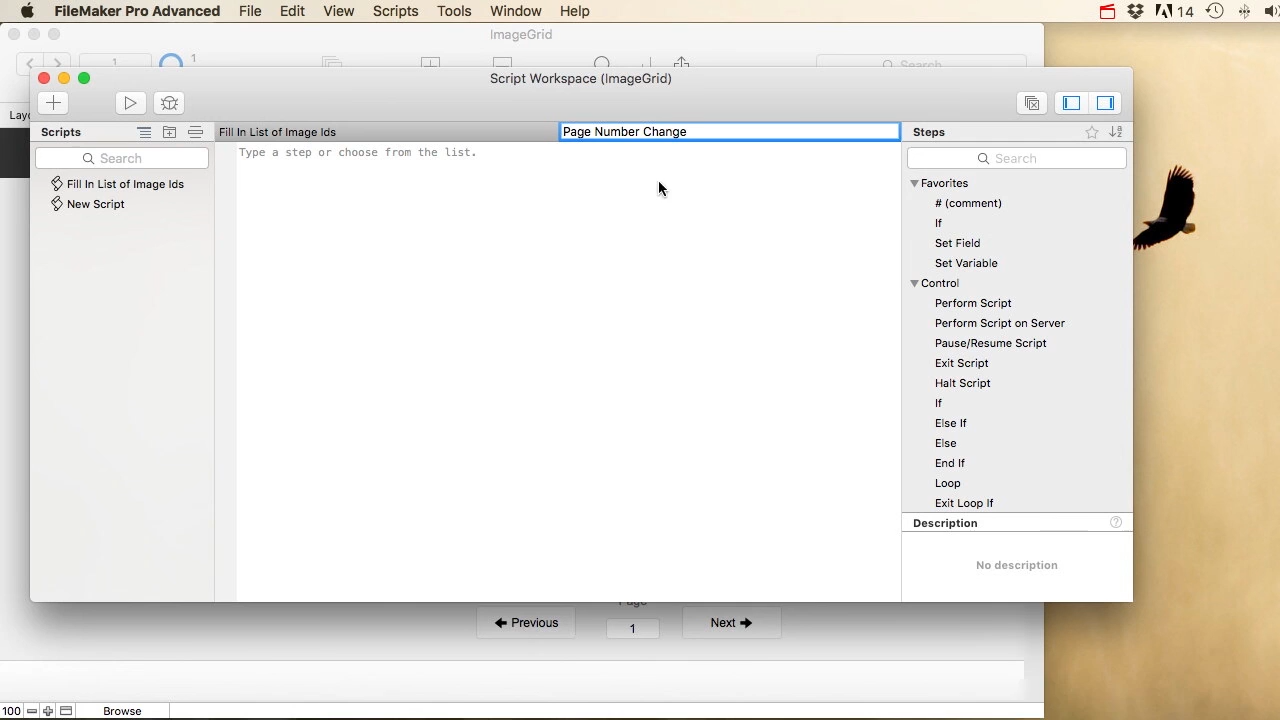 FileMaker Pro Advanced File Edit View Scripts Tools Window Help 14
ImageGrid
1 1 Search
Script Workspace (ImageGrid)
Scripts
Fill In List of Image Ids
Page Number Change
Steps
Search
Type a step or choose from the list.
Search
Fill In List of Image Ids
New Script
Favorites
# (comment)
If
Set Field
Set Variable
Control
Perform Script
Perform Script on Server
Pause/Resume Script
Exit Script
Halt Script
If
Else If
Else
End If
Loop
Exit Loop If
Description
No description
Page
Previous
1
Next
100
Browse